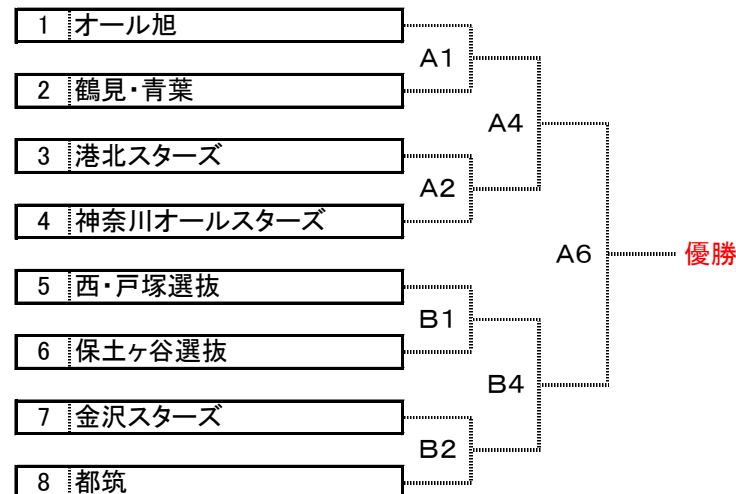 1 オール旭
A1
2 鶴見・青葉
A4
3 港北スターズ
A2
4 神奈川オールスターズ
A6 優勝
5 西・戸塚選抜
B1
6 保土ヶ谷選抜
B4
7 金沢スターズ
B2
8 都筑